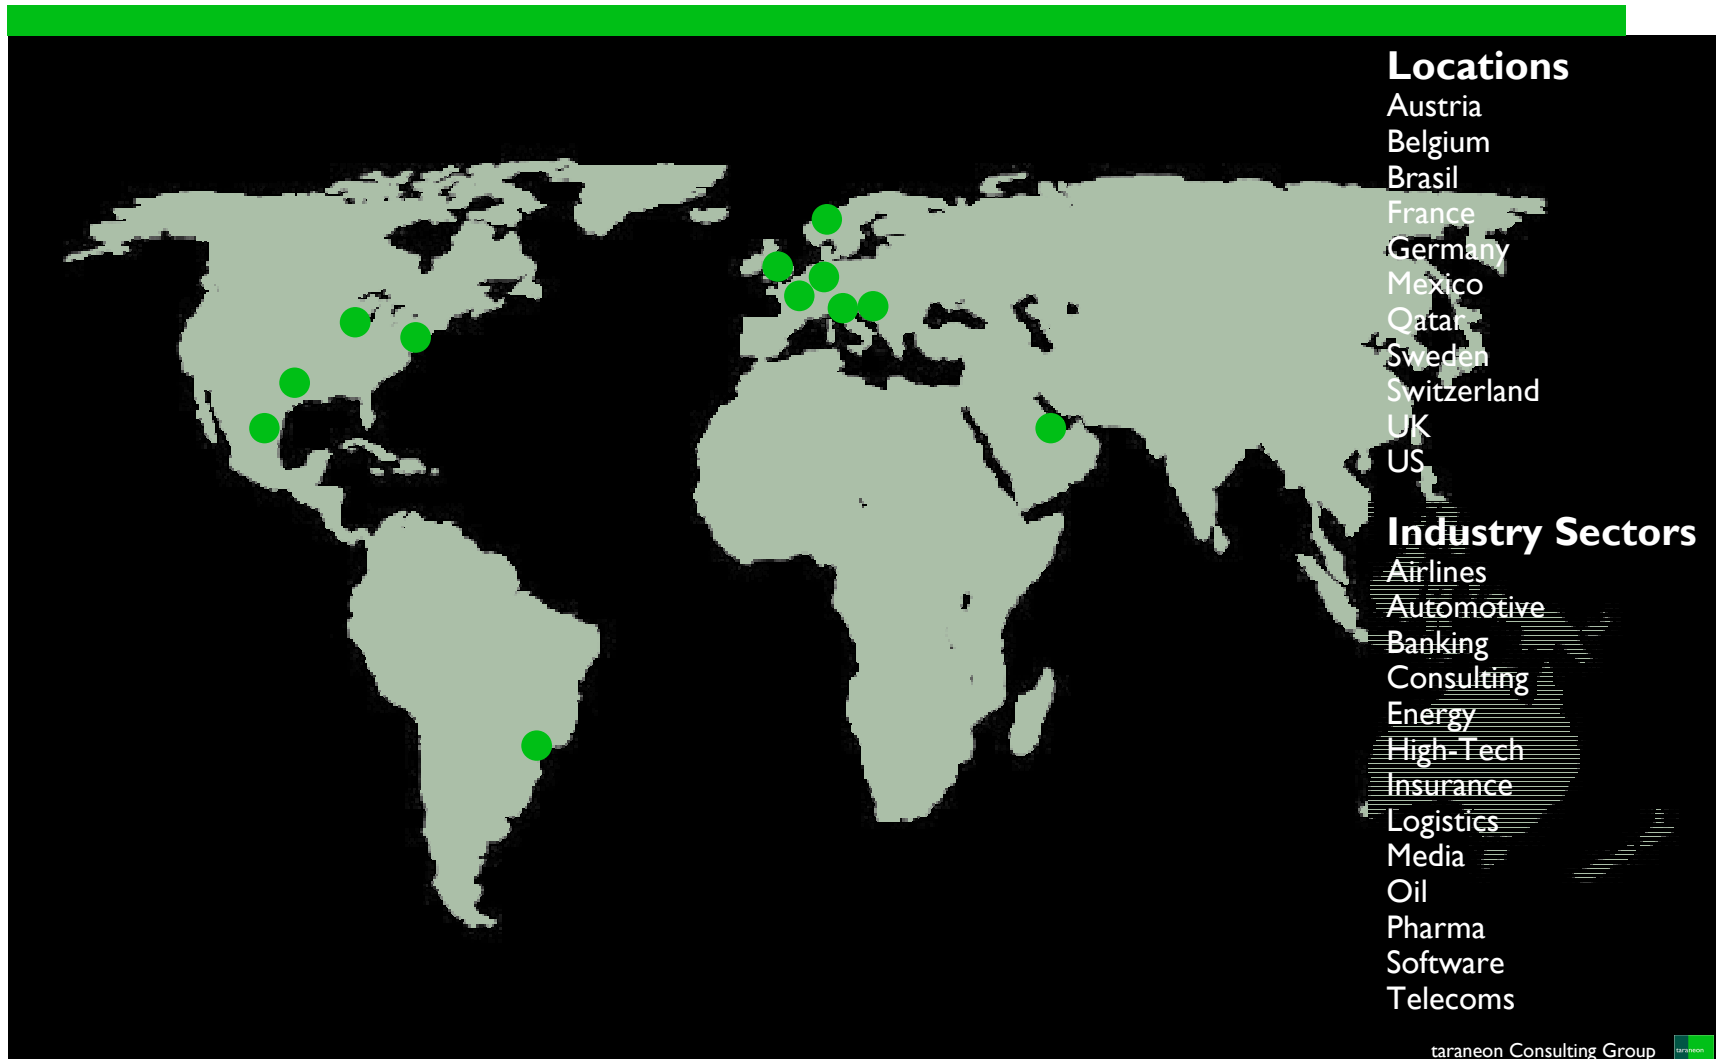 Locations
Austria
Belgium
Brasil
France
Germany
Mexico
Qatar
Sweden
Switzerland
UK
US
Industry Sectors
Airlines
Automotive
Banking
Consulting
Energy
High-Tech
Insurance
Logistics
Media
Oil
Pharma
Software
Telecoms
taraneon Consulting Group
taraneon